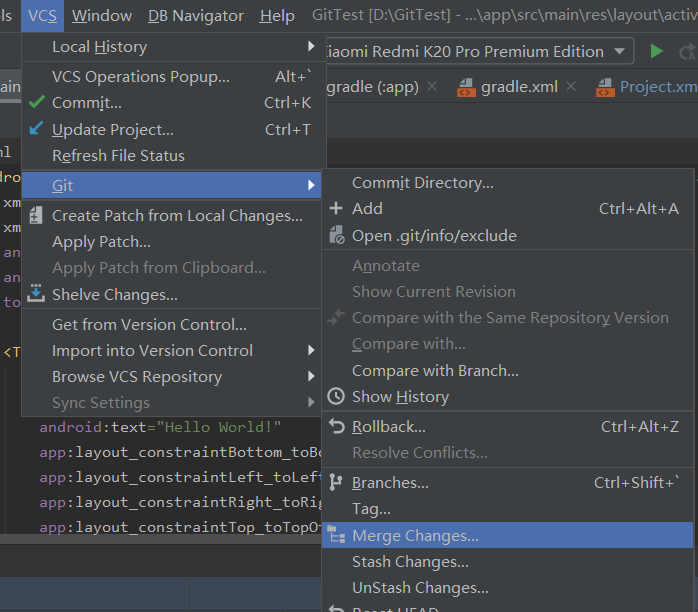 ls VCS Window DB Navigator Help GitTest [D:\GitTest] - ...\app\src\main\res\layout\activ
Local History
VCS Operations Popup... Alt+`
Commit... Ctrl+K
Update Project... Ctrl+T
Refresh File Status
Git
Create Patch from Local Changes...
Apply Patch...
Apply Patch from Clipboard...
Shelve Changes...
Get from Version Control...
Import into Version Control
Browse VCS Repository
Sync Settings
iaomi Redmi K20 Pro Premium Edition
ain
gradle (:app) gradle.xml Project.xm
ml
dro
xm
xm
an
an
to
<T
android:text="Hello World!"
app:layout_constraintBottom_toBo
app:layout_constraintLeft_toLeft
app:layout_constraintRight_toRig
app:layout_constraintTop_toTopO
Commit Directory...
Add Ctrl+Alt+A
Open .git/info/exclude
Annotate
Show Current Revision
Compare with the Same Repository Version
Compare with...
Compare with Branch...
Show History
Rollback... Ctrl+Alt+Z
Resolve Conflicts...
Branches... Ctrl+Shift+`
Tag...
Merge Changes...
Stash Changes...
UnStash Changes...
Reset HEAD